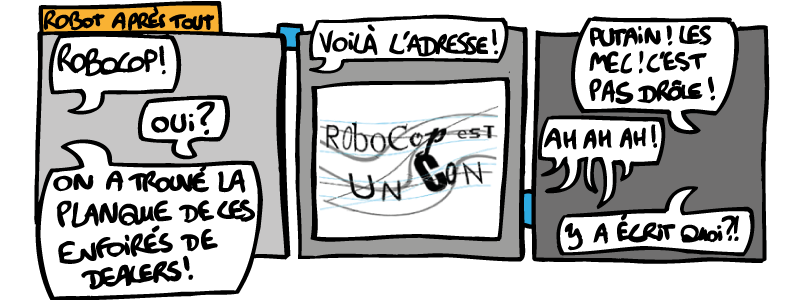 ROBOT APRÈS TOUT
ROBOCOP!
OUI?
ON A TROUVÉ LA
PLANQUE DE CES
ENFOIRÉS DE
DEALERS!
VOILÀ L'ADRESSE!
ROBOCOP EST
UN CON
PUTAIN! LES
MEC! C'EST
PAS DRÔLE!
AH AH AH!
Y A ÉCRIT QUOI?!